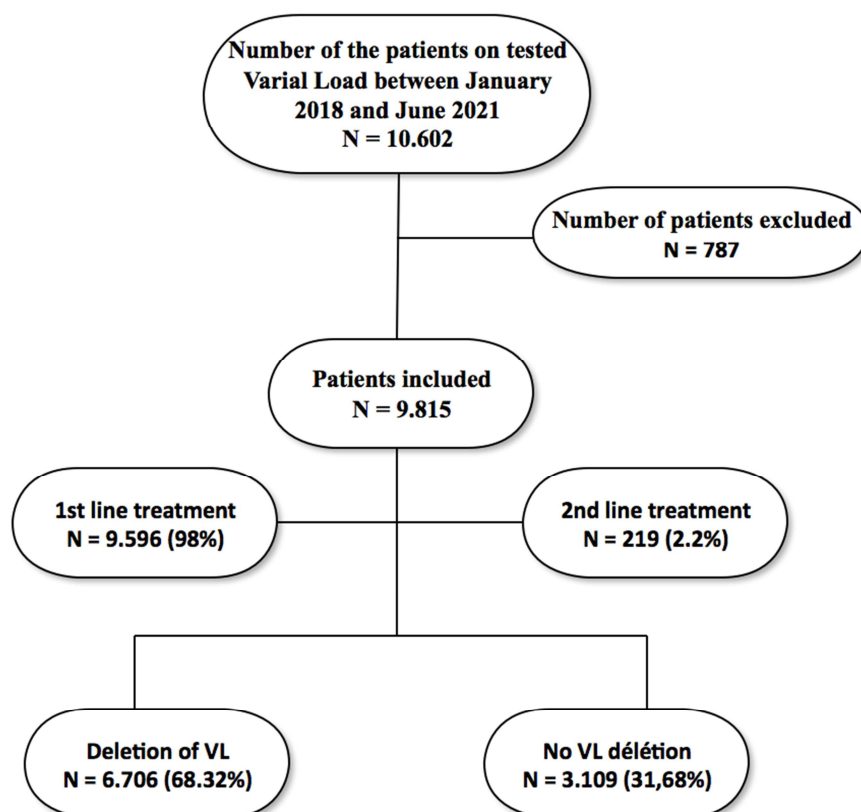 Number of the patients on tested
Varial Load between January
2018 and June 2021
N = 10.602
Number of patients excluded
N = 787
Patients included
N = 9.815
1st line treatment
N = 9.596 (98%)
2nd line treatment
N = 219 (2.2%)
Deletion of VL
N = 6.706 (68.32%)
No VL délétion
N = 3.109 (31,68%)